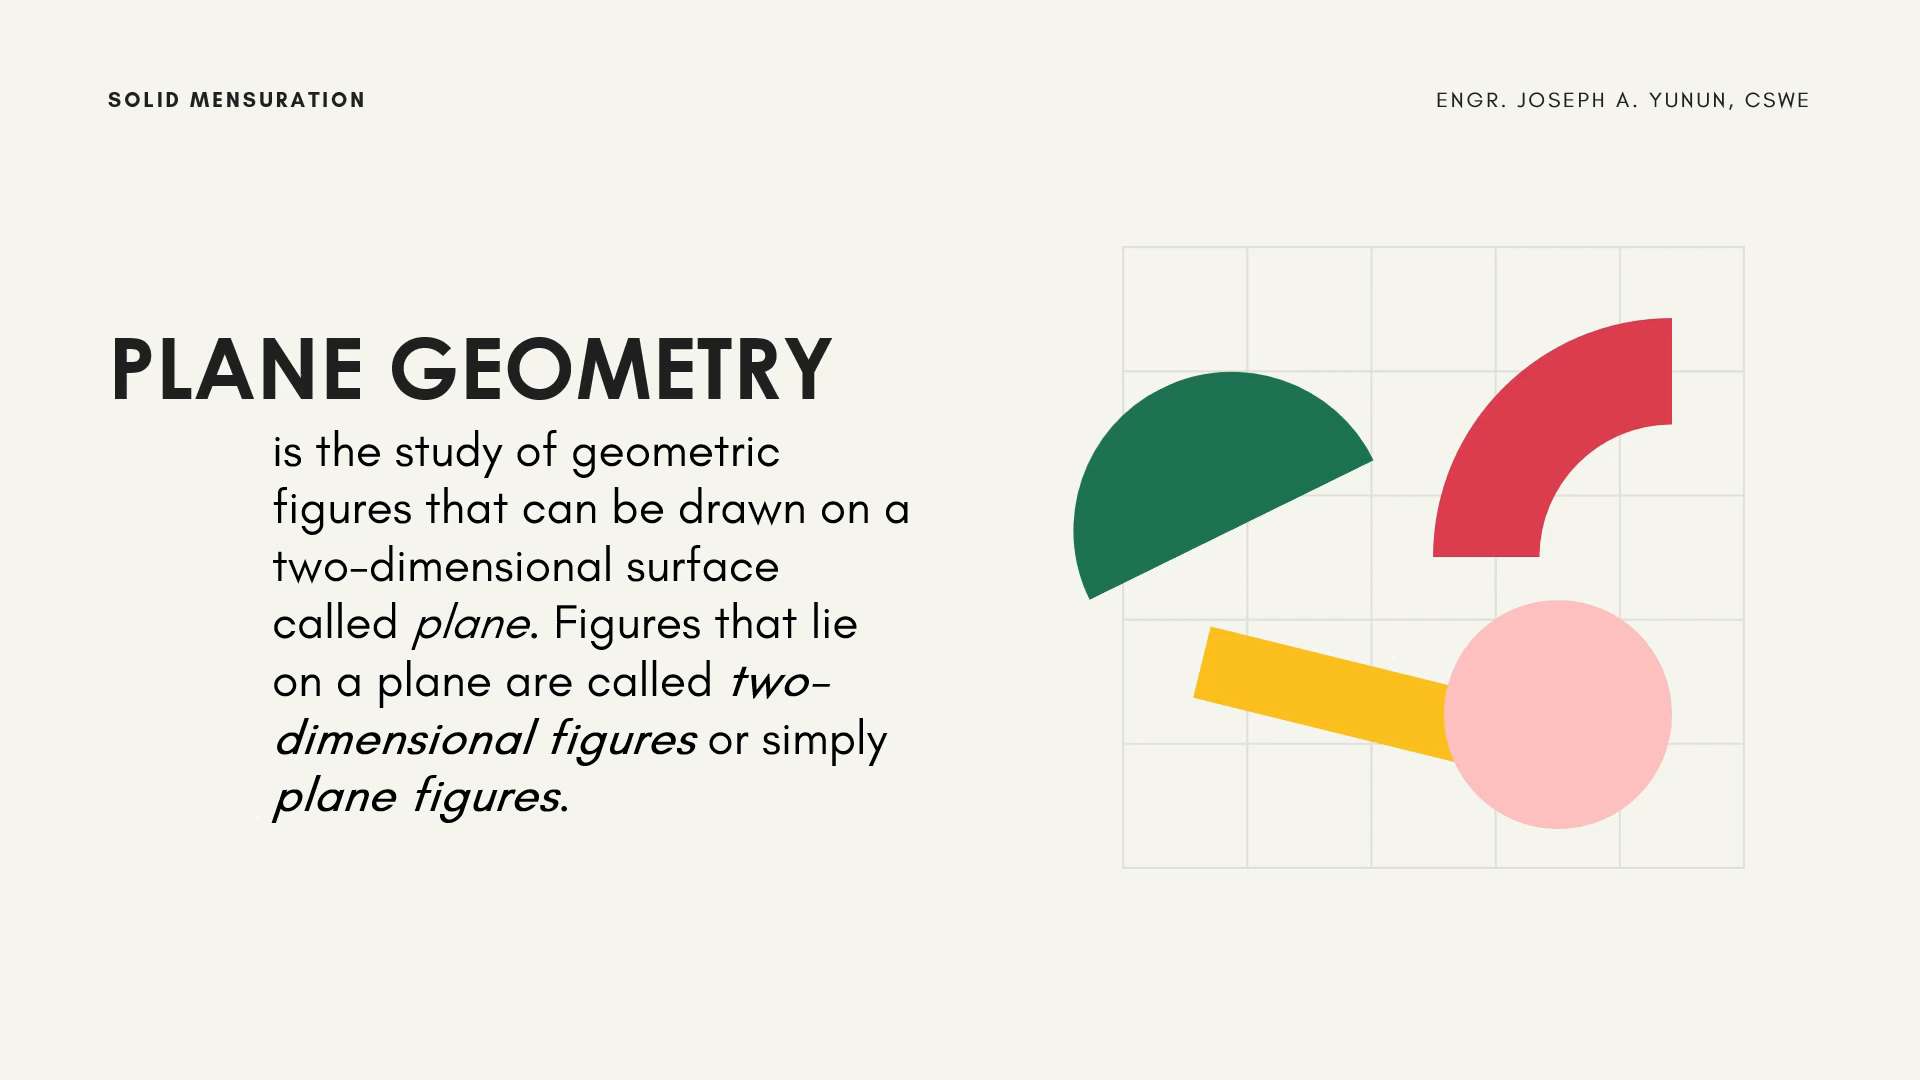 SOLID MENSURATION
ENGR. JOSEPH A. YUNUN, CSWE
PLANE GEOMETRY
is the study of geometric
figures that can be drawn on a
two-dimensional surface
called plane. Figures that lie
on a plane are called two-
dimensional figures or simply
plane figures.